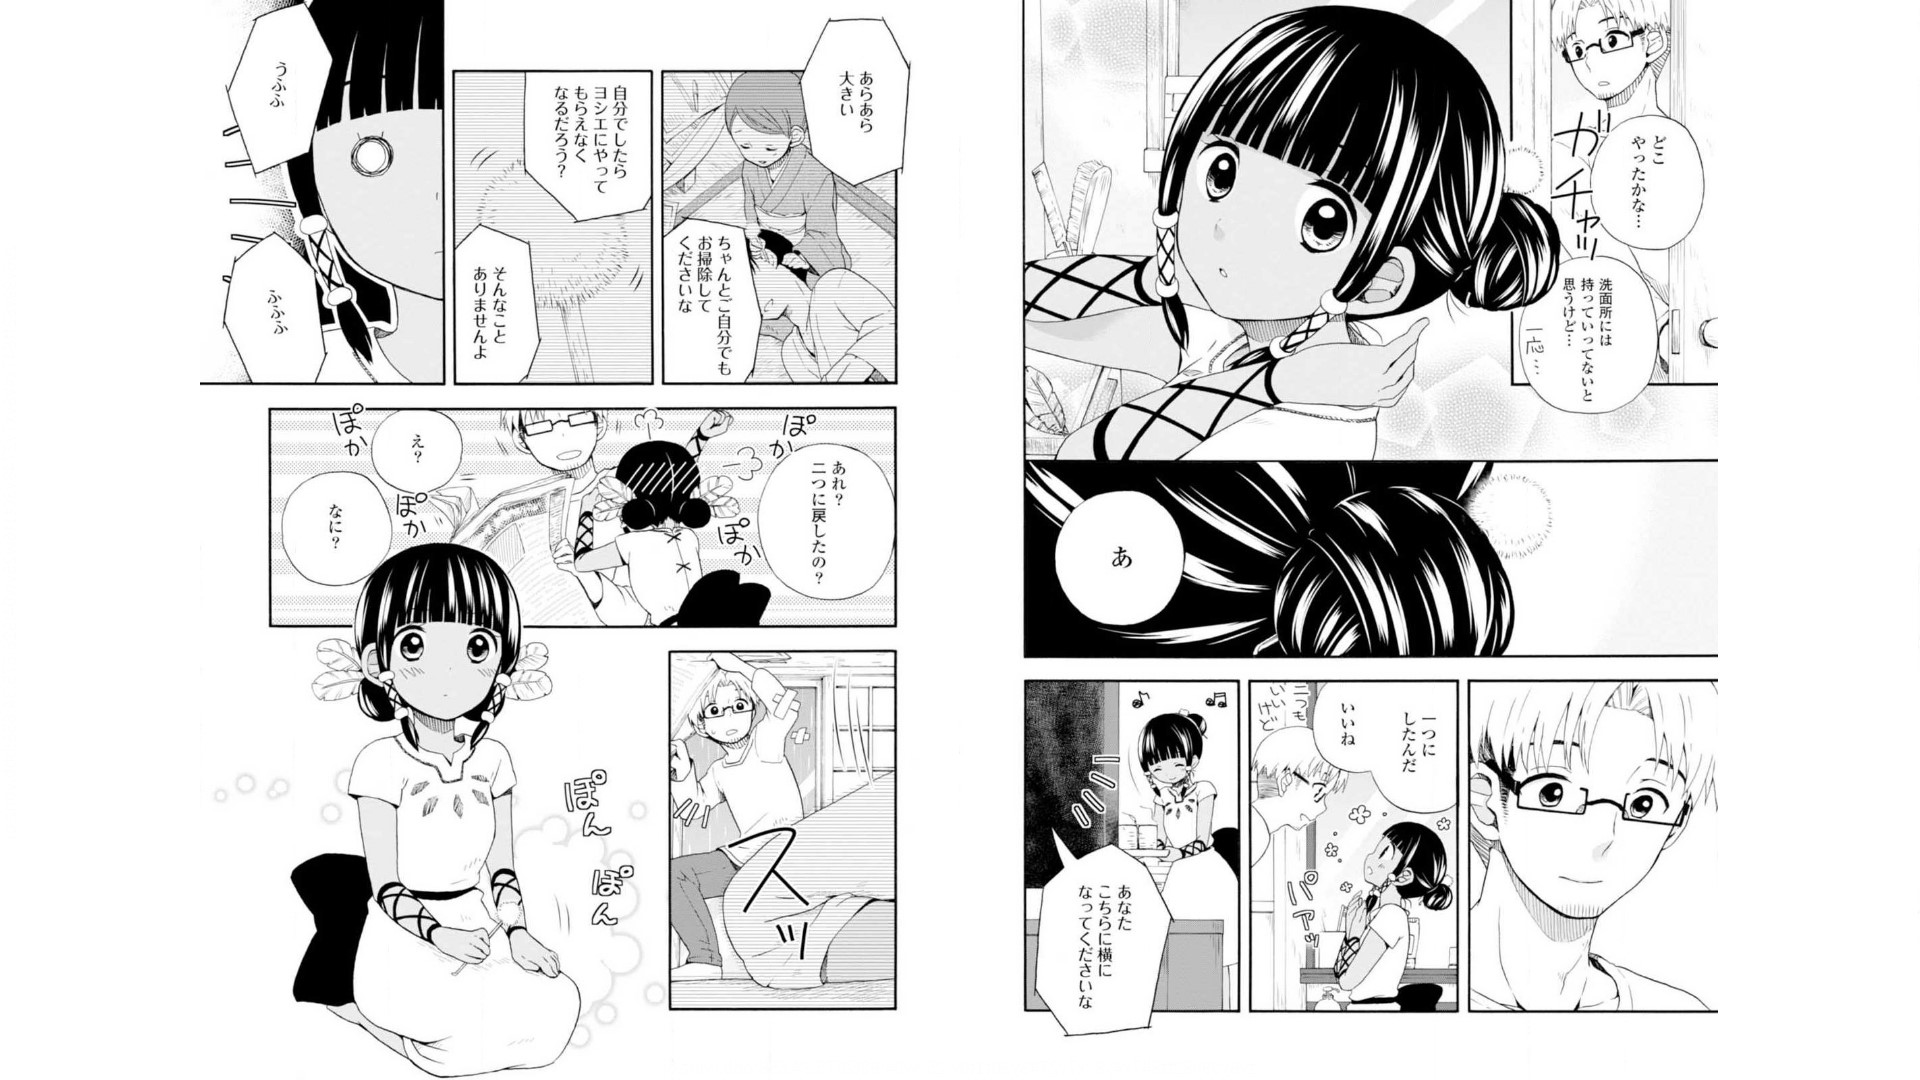 どこ
やったかな…
ガチャッ
洗面所には
持っていってないと
思うけど…
一応…
あ
一つに
したんだ
いいね
二つも
いいけど
パアッ
あなた
こちらに横に
なってくださいな
あらあら
大きい
ちゃんとご自分でも
お掃除して
くださいな
自分でしたら
ヨシエにやって
もらえなく
なるだろう?
そんなこと
ありませんよ
うふふ
ふふふ
あれ?
二つに戻したの?
ぽか
ぽか
え?
なに?
ぽか
ぽか
スッ
ぽん
ぽん